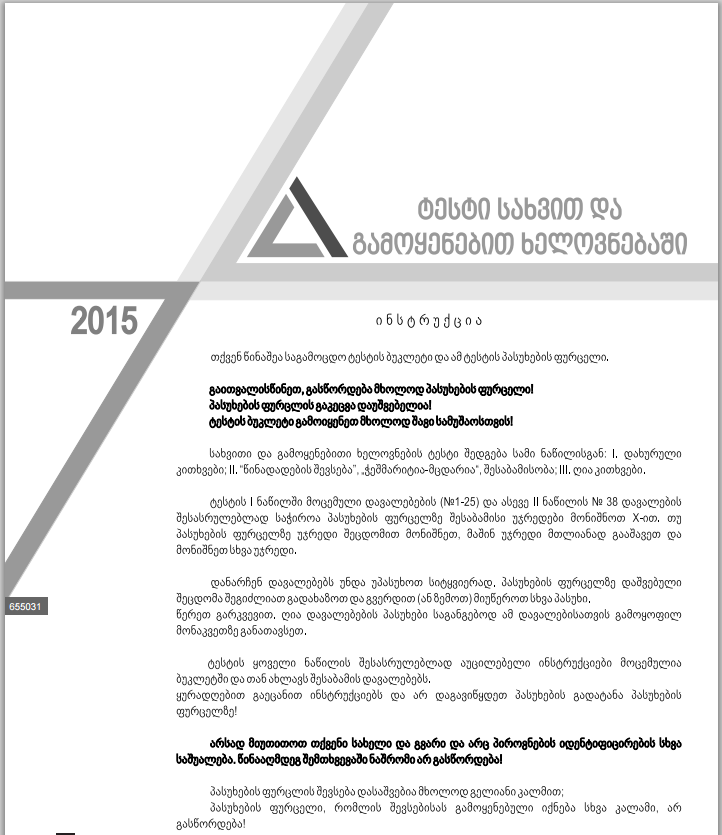 ტესტი სახვით და
გამოყენებით ხელოვნებაში
2015
ინსტრუქცია
თქვენ წინაშეა საგამოცდო ტესტის ბუკლეტი და ამ ტესტის პასუხების ფურცელი.
გაითვალისწინეთ, გასწორდება მხოლოდ პასუხების ფურცელი!
პასუხების ფურცლის გაკეცვა დაუშვებელია!
ტესტის ბუკლეტი გამოიყენეთ მხოლოდ შავი სამუშაოსთვის!
სახვითი და გამოყენებითი ხელოვნების ტესტი შედგება სამი ნაწილისგან: I. დახურული
კითხვები; II. “წინადადების შევსება”, „ჭეშმარიტია-მცდარია“, შესაბამისობა; III. ღია კითხვები.
ტესტის I ნაწილში მოცემული დავალებების (№1-25) და ასევე II ნაწილის № 38 დავალების
შესასრულებლად საჭიროა პასუხების ფურცელზე შესაბამისი უჯრედები მონიშნოთ X-ით. თუ
პასუხების ფურცელზე უჯრედი შეცდომით მონიშნეთ, მაშინ უჯრედი მთლიანად გააშავეთ და
მონიშნეთ სხვა უჯრედი.
დანარჩენ დავალებებს უნდა უპასუხოთ სიტყვიერად. პასუხების ფურცელზე დაშვებული
შეცდომა შეგიძლიათ გადახაზოთ და გვერდით (ან ზემოთ) მიუწეროთ სხვა პასუხი.
წერეთ გარკვევით. ღია დავალებების პასუხები საგანგებოდ ამ დავალებისათვის გამოყოფილ
მონაკვეთზე განათავსეთ.
655031
ტესტის ყოველი ნაწილის შესასრულებლად აუცილებელი ინსტრუქციები მოცემულია
ბუკლეტში და თან ახლავს შესაბამის დავალებებს.
ყურადღებით გაეცანით ინსტრუქციებს და არ დაგავიწყდეთ პასუხების გადატანა პასუხების
ფურცელზე!
არსად მიუთითოთ თქვენი სახელი და გვარი და არც პიროვნების იდენტიფიცირების სხვა
საშუალება. წინააღმდეგ შემთხვევაში ნაშრომი არ გასწორდება!
პასუხების ფურცლის შევსება დასაშვებია მხოლოდ გელიანი კალმით;
პასუხების ფურცელი, რომლის შევსებისას გამოყენებული იქნება სხვა კალამი, არ
გასწორდება!